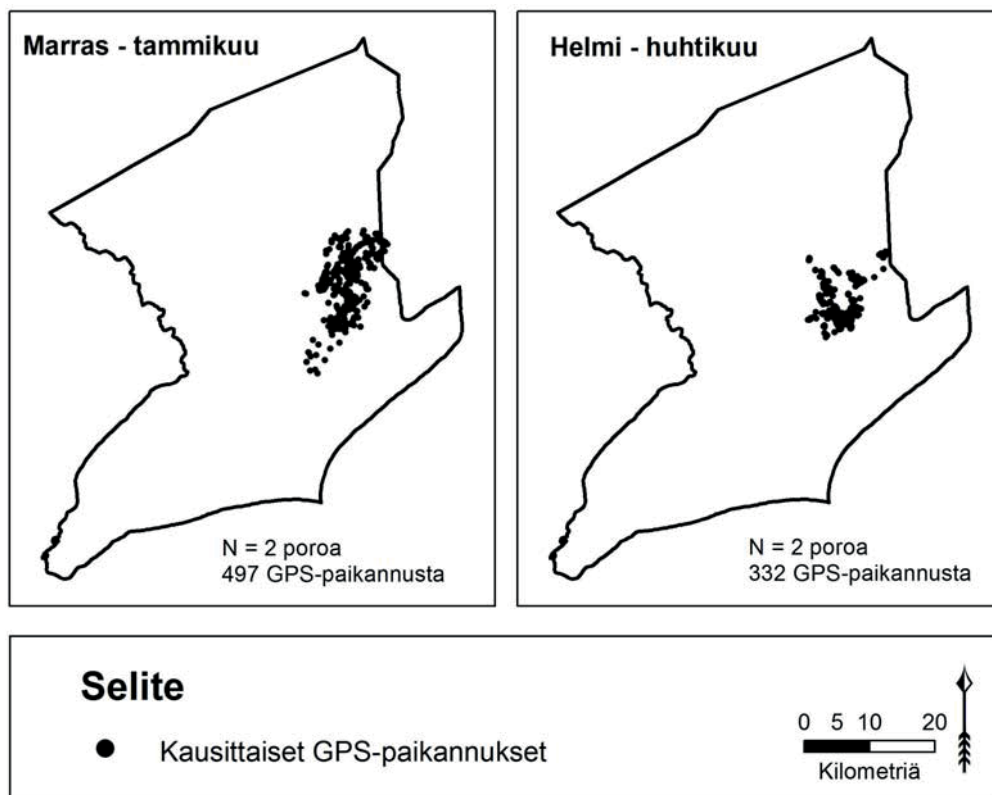 Marras - tammikuu
N = 2 poroa
497 GPS-paikannusta
Helmi - huhtikuu
N = 2 poroa
332 GPS-paikannusta
Selite
Kausittaiset GPS-paikannukset
0 5 10 20
Kilometriä